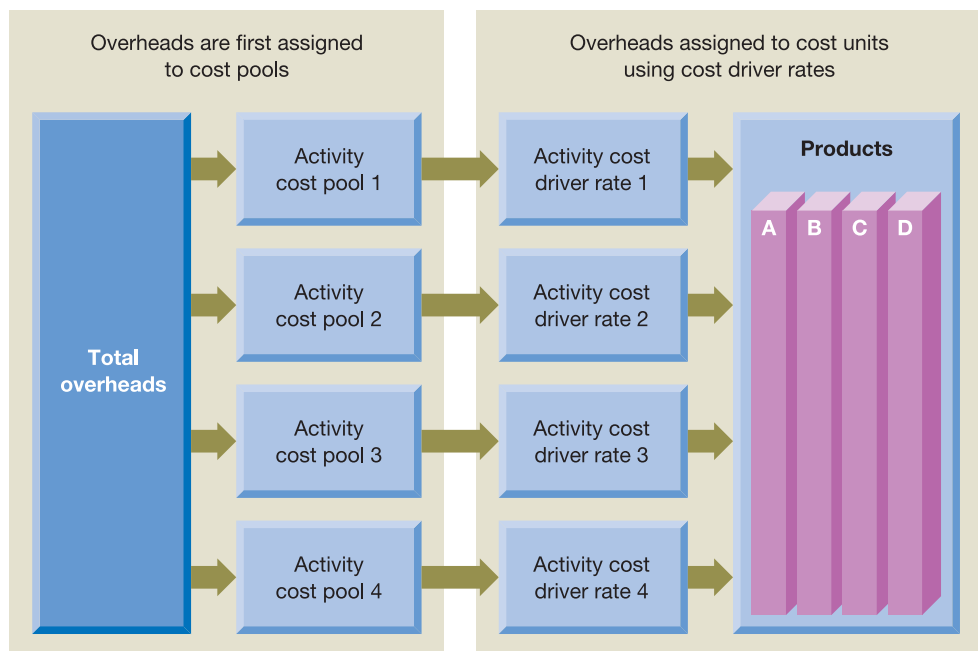 Overheads are first assigned
to cost pools
Overheads assigned to cost units
using cost driver rates
Total
overheads
Activity
cost pool 1
Activity cost
driver rate 1
Activity
cost pool 2
Activity cost
driver rate 2
Activity
cost pool 3
Activity cost
driver rate 3
Activity
cost pool 4
Activity cost
driver rate 4
Products
A B C D